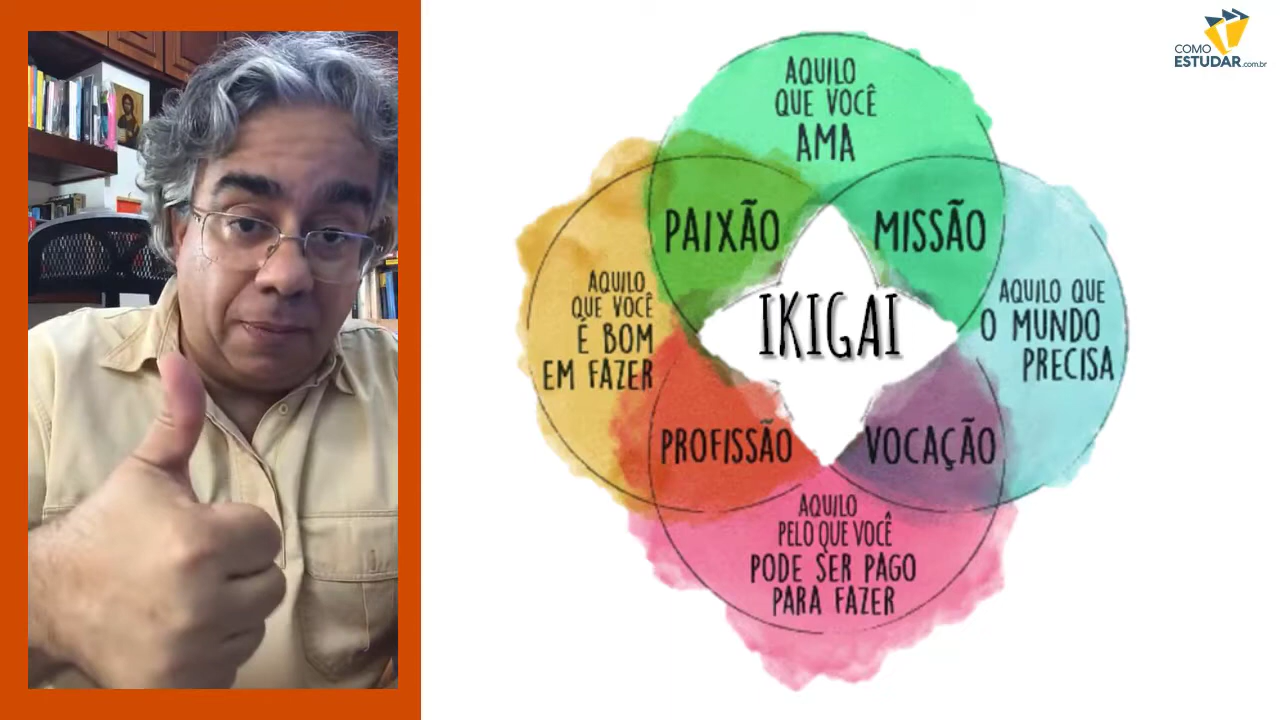 COMO
ESTUDAR.com.br
AQUILO
QUE VOCÊ
AMA
PAIXÃO
MISSÃO
AQUILO
QUE VOCÊ
É BOM
EM FAZER
IKIGAI
AQUILO QUE
O MUNDO
PRECISA
PROFISSÃO
VOCAÇÃO
AQUILO
PELO QUE VOCÊ
PODE SER PAGO
PARA FAZER